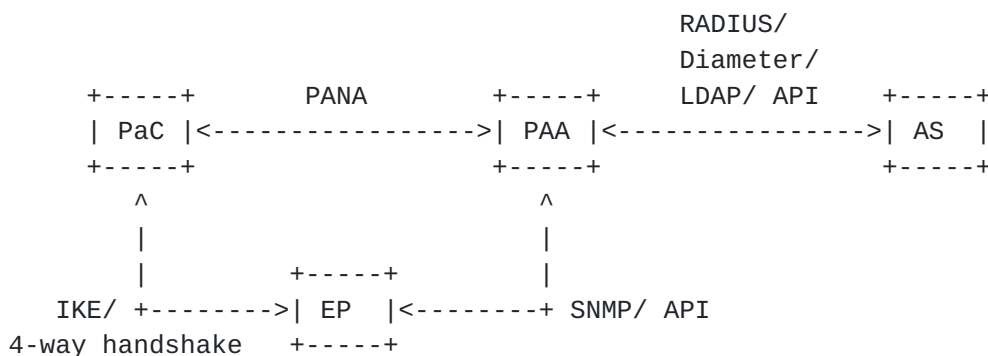 RADIUS/
Diameter/
PANA LDAP/ API
PaC PAA AS
EP
IKE/ SNMP/ API
4-way handshake